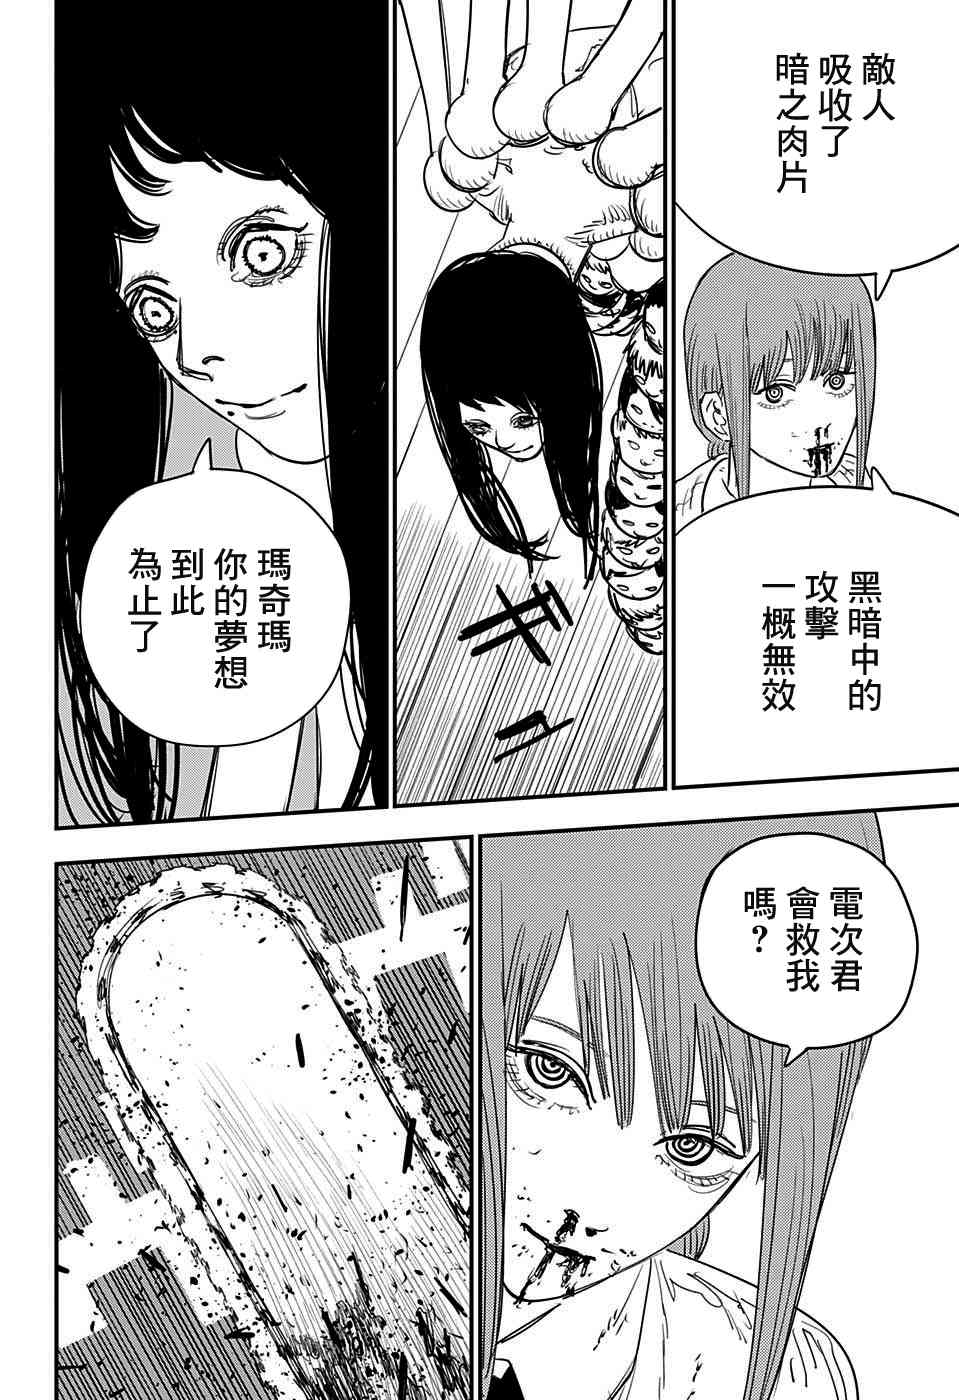 敵人
吸收了
暗之肉片
黑暗中的
攻擊
一概無效
瑪奇瑪
你的夢想
到此
為止了
電次君
會救我
嗎？